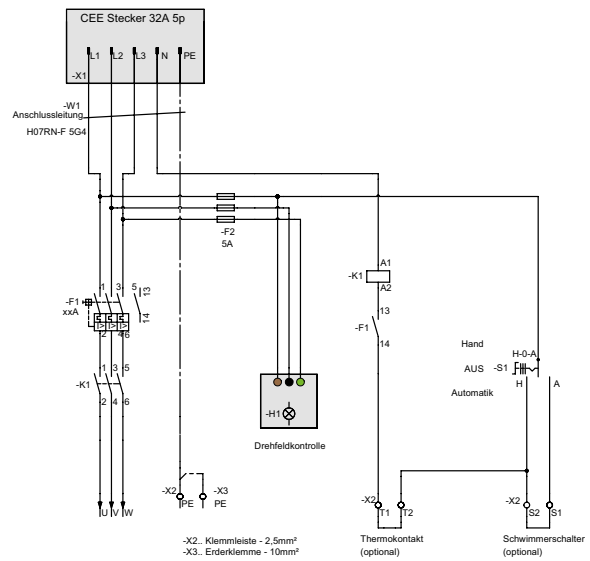 CEE Stecker 32A 5p
L1 L2 L3 N PE
-X1
-W1
Anschlussleitung
H07RN-F 5G4
-F2
5A
A1
-K1
A2
1 3 5 13
-F1
xxA
I> I> I>
2 4 6 14
13
-F1
14
Hand
H-0-A
AUS -S1
H A
Automatik
1 3 5
-K1
2 4 6
-H1
Drehfeldkontrolle
-X2 -X3
PE PE
-X2
T1 T2
-X2
S2 S1
U V W
-X2.. Klemmleiste - 2,5mm²
-X3.. Erderklemme - 10mm²
Thermokontakt
(optional)
Schwimmerschalter
(optional)